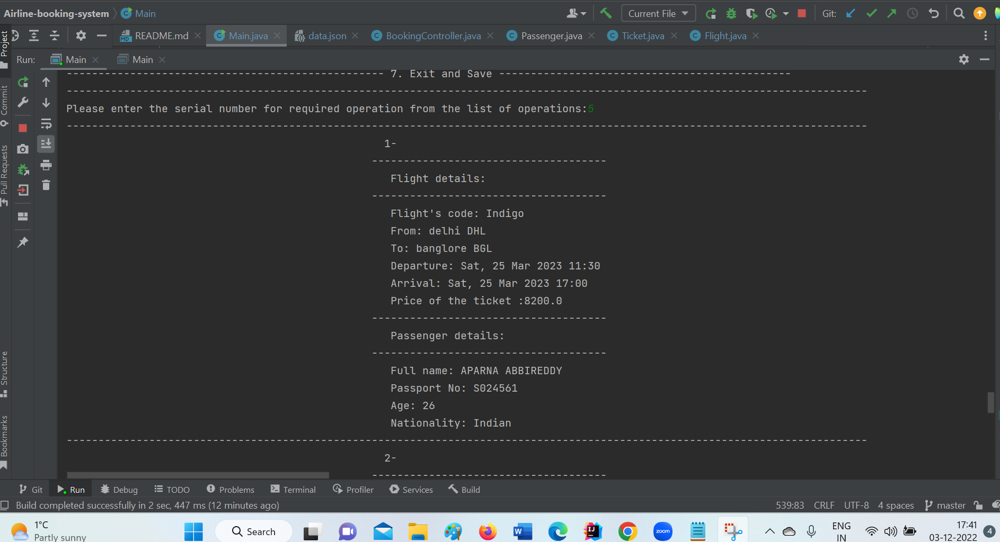 Airline-booking-system Main Current File Git:
README.md Main.java data.json BookingController.java Passenger.java Ticket.java Flight.java
Run: Main Main
-------------------------------------------------- 7. Exit and Save ----------------------------------------------
------------------------------------------------------------------------------------------------------------------------------
Please enter the serial number for required operation from the list of operations:5
------------------------------------------------------------------------------------------------------------------------------
1-
-------------------------------------
Flight details:
-------------------------------------
Flight's code: Indigo
From: delhi DHL
To: banglore BGL
Departure: Sat, 25 Mar 2023 11:30
Arrival: Sat, 25 Mar 2023 17:00
Price of the ticket :8200.0
-------------------------------------
Passenger details:
-------------------------------------
Full name: APARNA ABBIREDDY
Passport No: S024561
Age: 26
Nationality: Indian
------------------------------------------------------------------------------------------------------------------------------
2-
-------------------------------------
Project
Commit
Pull Requests
Structure
Bookmarks
Git Run Debug TODO Problems Terminal Profiler Services Build
Build completed successfully in 2 sec, 447 ms (12 minutes ago) 539:83 CRLF UTF-8 4 spaces master
1°C
Partly sunny
Search
zoom
ENG
IN
17:41
03-12-2022
4